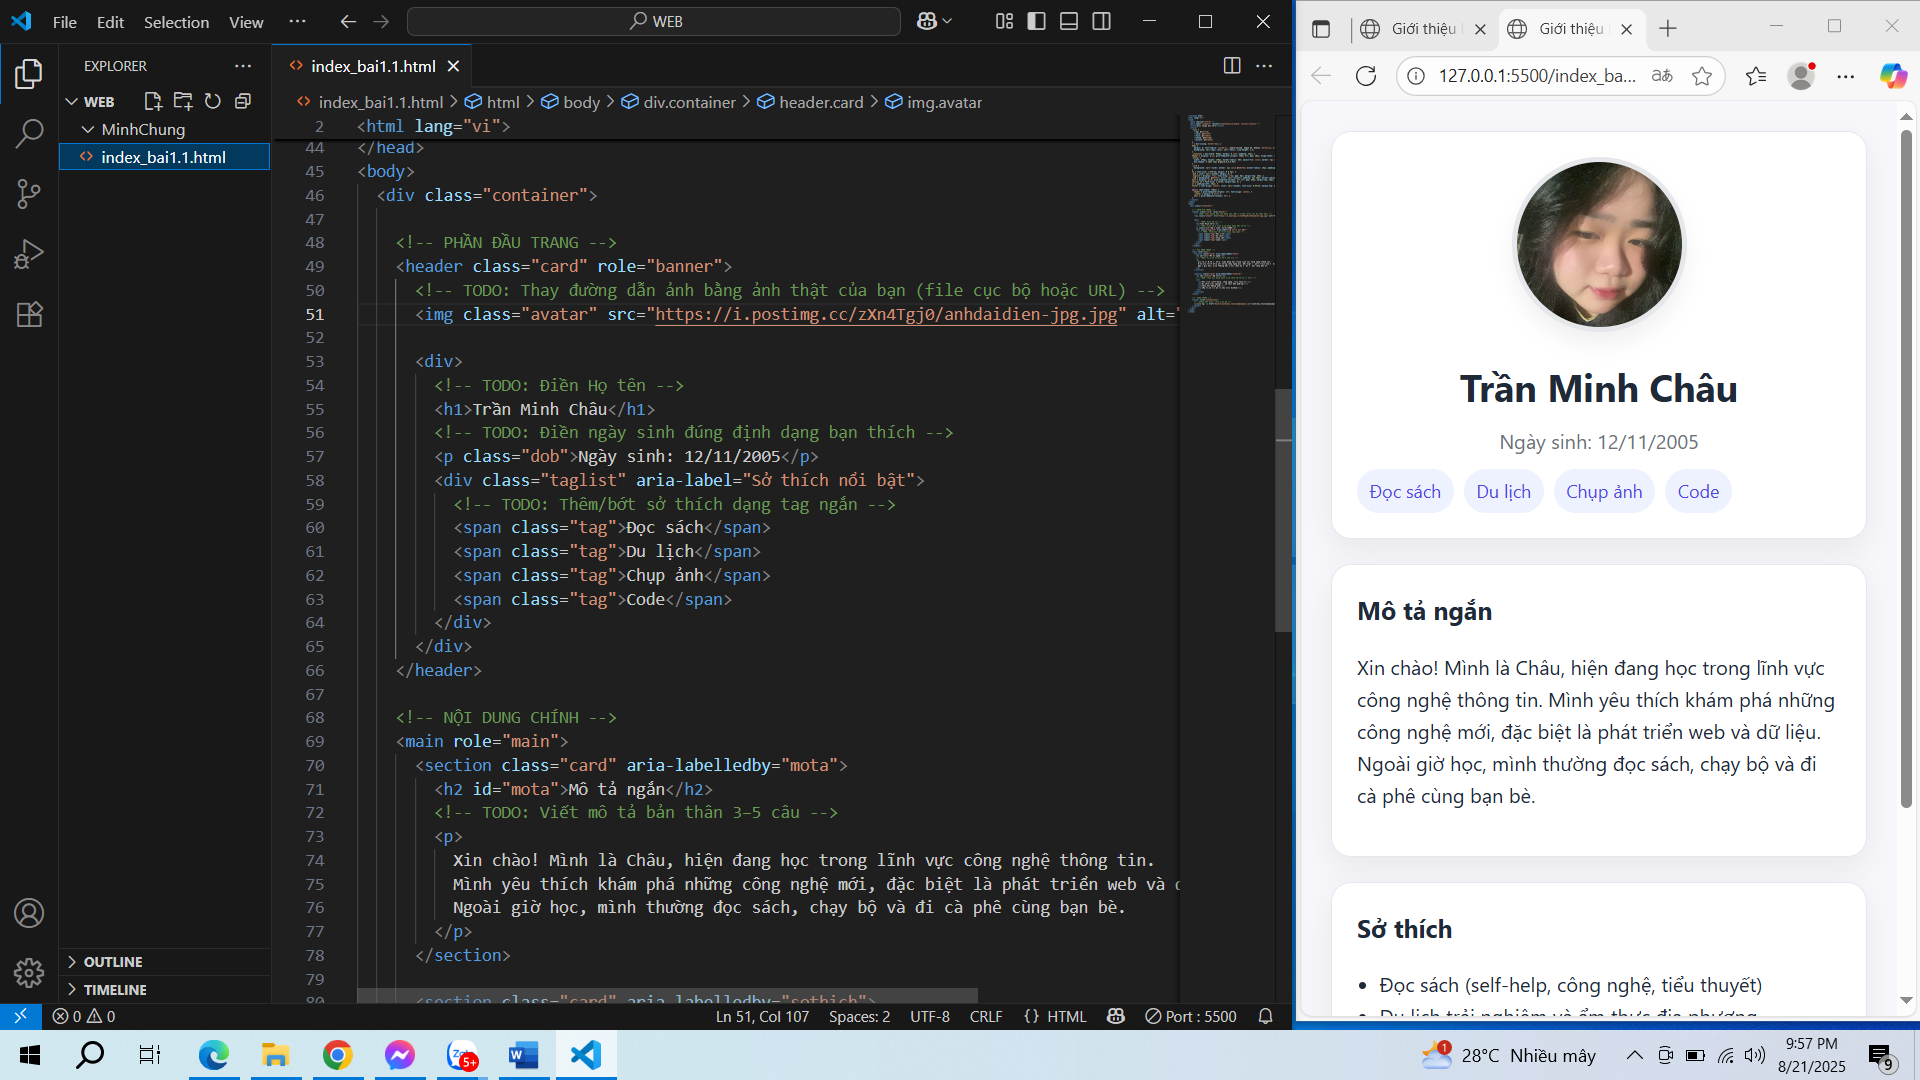 File Edit Selection View ··· WEB
EXPLORER
WEB
MinhChung
index_bai1.1.html
OUTLINE
TIMELINE
index_bai1.1.html
index_bai1.1.html > html > body > div.container > header.card > img.avatar
2 <html lang="vi">
44 </head>
45 <body>
46 <div class="container">
47
48 <!-- PHẦN ĐẦU TRANG -->
49 <header class="card" role="banner">
50 <!-- TODO: Thay đường dẫn ảnh bằng ảnh thật của bạn (file cục bộ hoặc URL) -->
51 <img class="avatar" src="https://i.postimg.cc/zXn4Tgj0/anhdaidien-jpg.jpg" alt="
52
53 <div>
54 <!-- TODO: Điền Họ tên -->
55 <h1>Trần Minh Châu</h1>
56 <!-- TODO: Điền ngày sinh đúng định dạng bạn thích -->
57 <p class="dob">Ngày sinh: 12/11/2005</p>
58 <div class="taglist" aria-label="Sở thích nổi bật">
59 <!-- TODO: Thêm/bớt sở thích dạng tag ngắn -->
60 <span class="tag">Đọc sách</span>
61 <span class="tag">Du lịch</span>
62 <span class="tag">Chụp ảnh</span>
63 <span class="tag">Code</span>
64 </div>
65 </div>
66 </header>
67
68 <!-- NỘI DUNG CHÍNH -->
69 <main role="main">
70 <section class="card" aria-labelledby="mota">
71 <h2 id="mota">Mô tả ngắn</h2>
72 <!-- TODO: Viết mô tả bản thân 3–5 câu -->
73 <p>
74 Xin chào! Mình là Châu, hiện đang học trong lĩnh vực công nghệ thông tin.
75 Mình yêu thích khám phá những công nghệ mới, đặc biệt là phát triển web và
76 Ngoài giờ học, mình thường đọc sách, chạy bộ và đi cà phê cùng bạn bè.
77 </p>
78 </section>
79
80 <section class="card" aria-labelledby="sothich">
0 0 Ln 51, Col 107 Spaces: 2 UTF-8 CRLF {} HTML Port : 5500
Giới thiệu Giới thiệu
127.0.0.1:5500/index_ba...
Trần Minh Châu
Ngày sinh: 12/11/2005
Đọc sách Du lịch Chụp ảnh Code
Mô tả ngắn
Xin chào! Mình là Châu, hiện đang học trong lĩnh vực
công nghệ thông tin. Mình yêu thích khám phá những
công nghệ mới, đặc biệt là phát triển web và dữ liệu.
Ngoài giờ học, mình thường đọc sách, chạy bộ và đi
cà phê cùng bạn bè.
Sở thích
• Đọc sách (self-help, công nghệ, tiểu thuyết)
• Du lịch trải nghiệm và ẩm thực địa phương
5+
1 28°C Nhiều mây
9:57 PM
8/21/2025
9